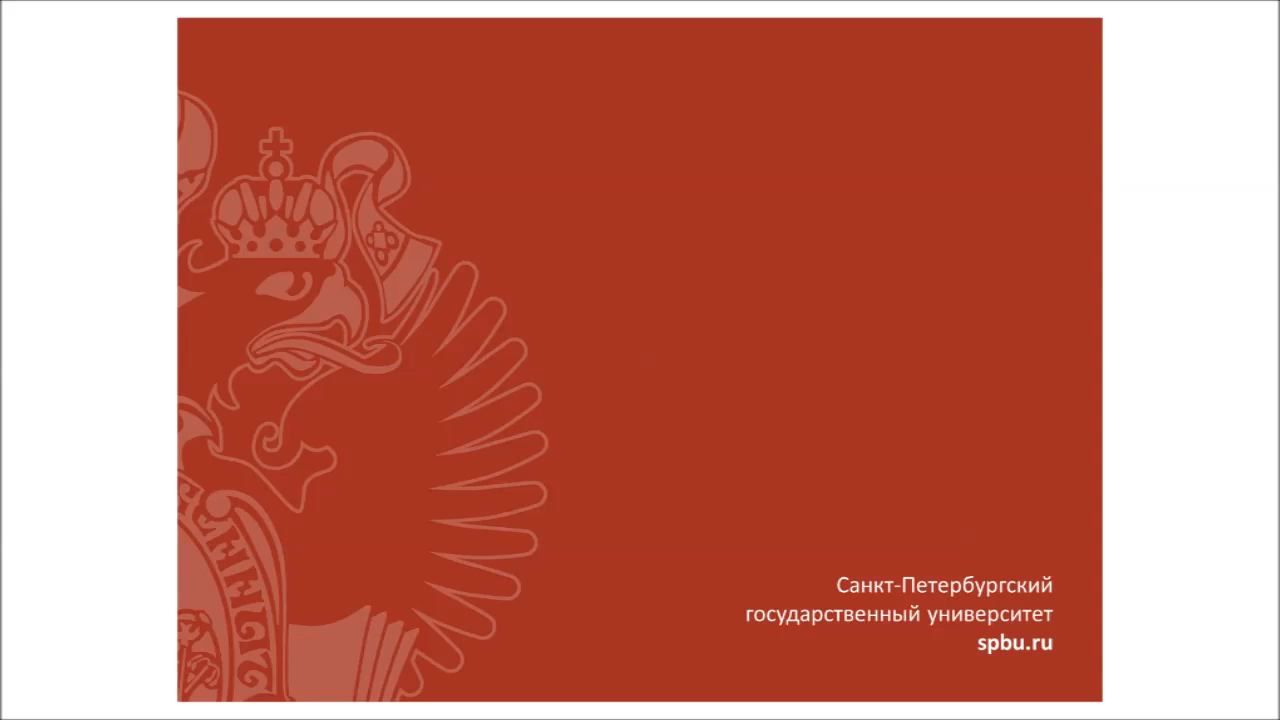 Санкт-Петербургский
государственный университет
spbu.ru